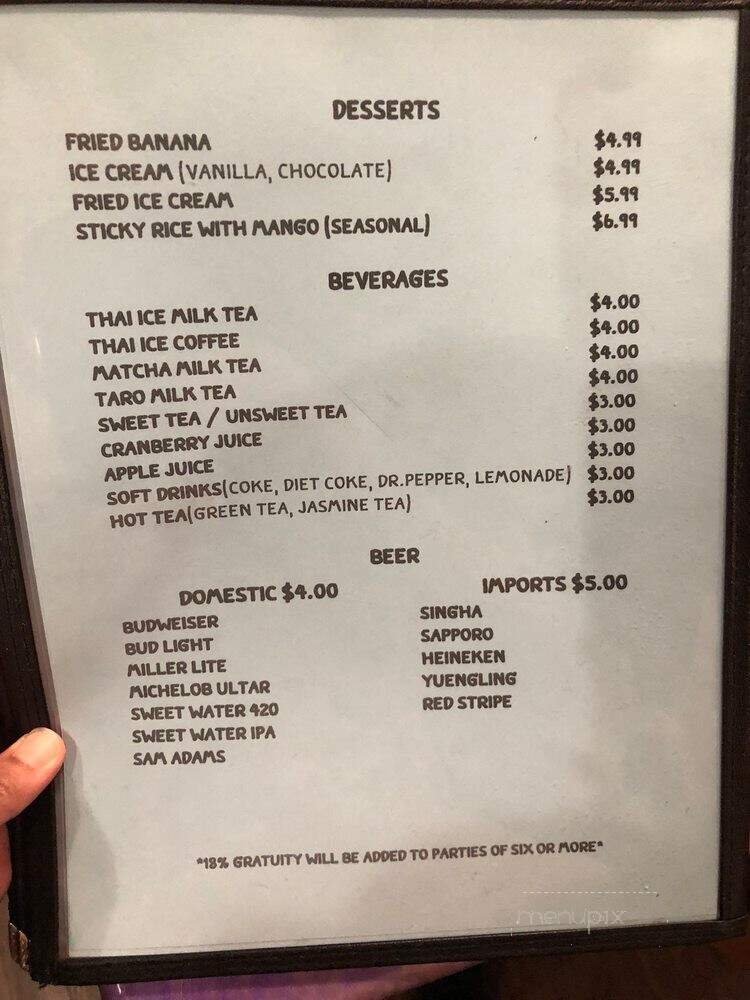 DESSERTS
FRIED BANANA $4.99
ICE CREAM (VANILLA, CHOCOLATE) $4.99
FRIED ICE CREAM $5.99
STICKY RICE WITH MANGO (SEASONAL) $6.99
BEVERAGES
THAI ICE MILK TEA $4.00
THAI ICE COFFEE $4.00
MATCHA MILK TEA $4.00
TARO MILK TEA $4.00
SWEET TEA / UNSWEET TEA $3.00
CRANBERRY JUICE $3.00
APPLE JUICE $3.00
SOFT DRINKS(COKE, DIET COKE, DR.PEPPER, LEMONADE) $3.00
HOT TEA(GREEN TEA, JASMINE TEA) $3.00
BEER
DOMESTIC $4.00
BUDWEISER
BUD LIGHT
MILLER LITE
MICHELOB ULTAR
SWEET WATER 420
SWEET WATER IPA
SAM ADAMS
IMPORTS $5.00
SINGHA
SAPPORO
HEINEKEN
YUENGLING
RED STRIPE
*18% GRATUITY WILL BE ADDED TO PARTIES OF SIX OR MORE*
menupix